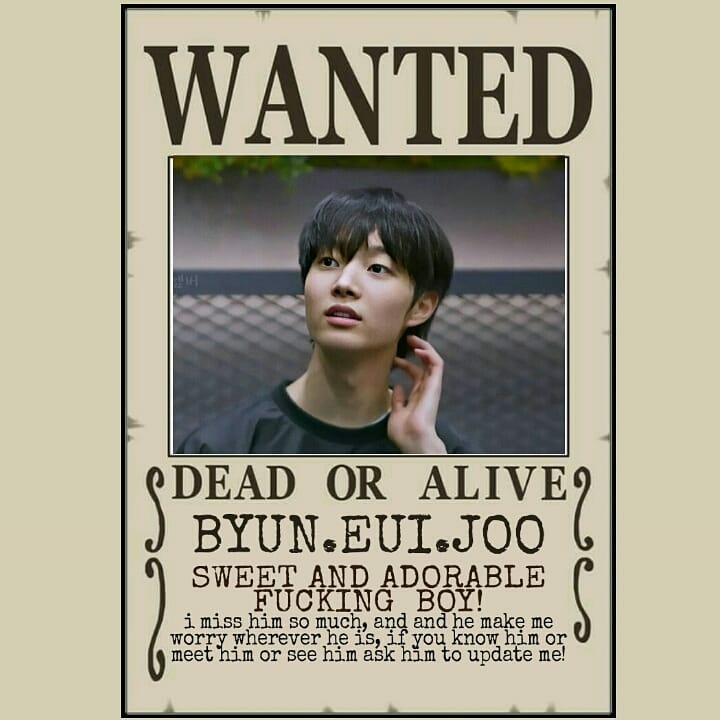 WANTED
DEAD OR ALIVE
BYUN.EUI.JOO
SWEET AND ADORABLE
FUCKING BOY!
i miss him so much, and and he make me
worry wherever he is, if you know him or
meet him or see him ask him to update me!